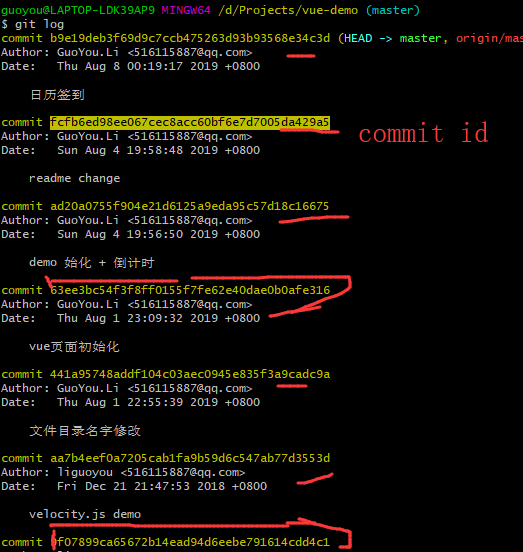 guoyou@LAPTOP-LDK39AP9 MINGW64 /d/Projects/vue-demo (master)
$ git log
commit b9e19deb3f69d9c7ccb475263d93b93568e34c3d (HEAD -> master, origin/mas
Author: GuoYou.Li <516115887@qq.com>
Date:   Thu Aug 8 00:19:17 2019 +0800
日历签到
commit fcfb6ed98ee067cec8acc60bf6e7d7005da429a5
commit id
Author: GuoYou.Li <516115887@qq.com>
Date:   Sun Aug 4 19:58:48 2019 +0800
readme change
commit ad20a0755f904e21d6125a9eda95c57d18c16675
Author: GuoYou.Li <516115887@qq.com>
Date:   Sun Aug 4 19:56:50 2019 +0800
demo 始化 + 倒计时
commit 63ee3bc54f3f8ff0155f7fe62e40dae0b0afe316
Author: GuoYou.Li <516115887@qq.com>
Date:   Thu Aug 1 23:09:32 2019 +0800
vue页面初始化
commit 441a95748addf104c03aec0945e835f3a9cadc9a
Author: GuoYou.Li <516115887@qq.com>
Date:   Thu Aug 1 22:55:39 2019 +0800
文件目录名字修改
commit aa7b4eef0a7205cab1fa9b59d6c547ab77d3553d
Author: liguoyou <516115887@qq.com>
Date:   Fri Dec 21 21:47:53 2018 +0800
velocity.js demo
commit 0f07899ca65672b14ead94d6eebe791614cdd4c1